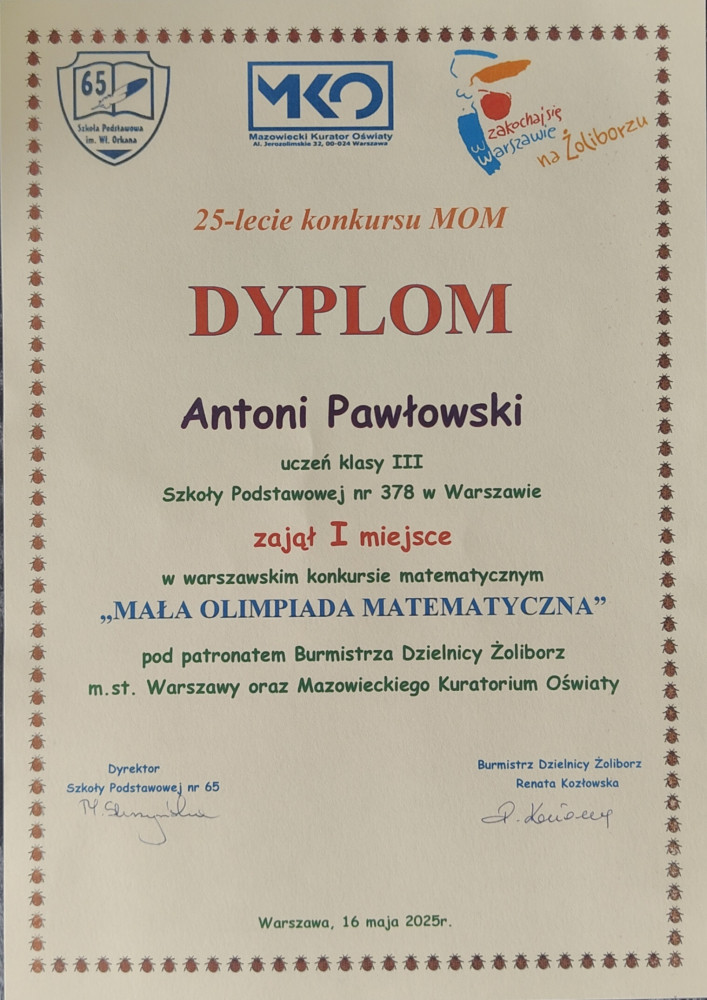 65
Szkoła Podstawowa
im. Wł. Orkana
MKO
Mazowiecki Kurator Oświaty
Al. Jerozolimskie 32, 00-024 Warszawa
zakochaj się
w Warszawie
na Żoliborzu
25-lecie konkursu MOM
DYPLOM
Antoni Pawłowski
uczeń klasy III
Szkoły Podstawowej nr 378 w Warszawie
zajął I miejsce
w warszawskim konkursie matematycznym
„MAŁA OLIMPIADA MATEMATYCZNA”
pod patronatem Burmistrza Dzielnicy Żoliborz
m.st. Warszawy oraz Mazowieckiego Kuratorium Oświaty
Dyrektor
Szkoły Podstawowej nr 65
Burmistrz Dzielnicy Żoliborz
Renata Kozłowska
Warszawa, 16 maja 2025r.